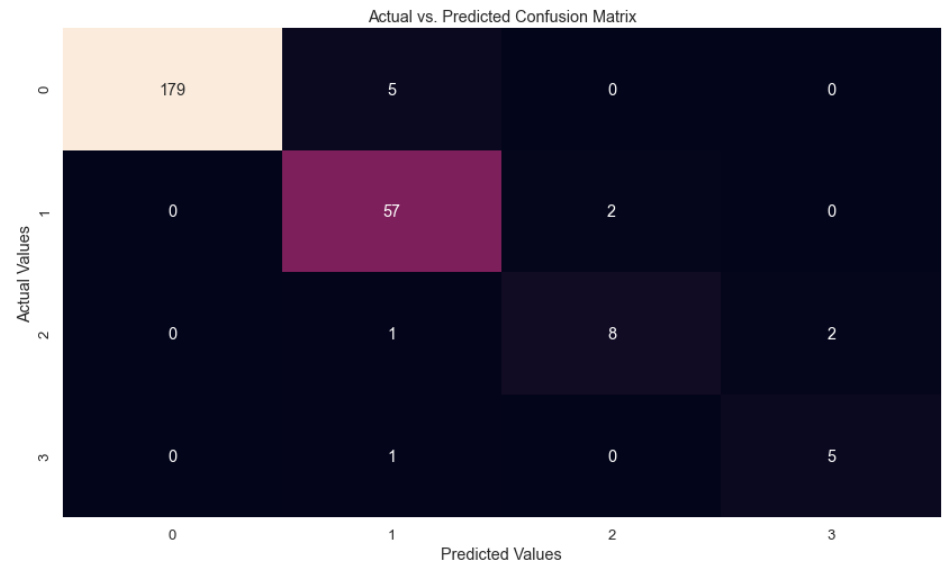 Actual vs. Predicted Confusion Matrix
Actual Values
0 179 5 0 0
1 0 57 2 0
2 0 1 8 2
3 0 1 0 5
0 1 2 3
Predicted Values